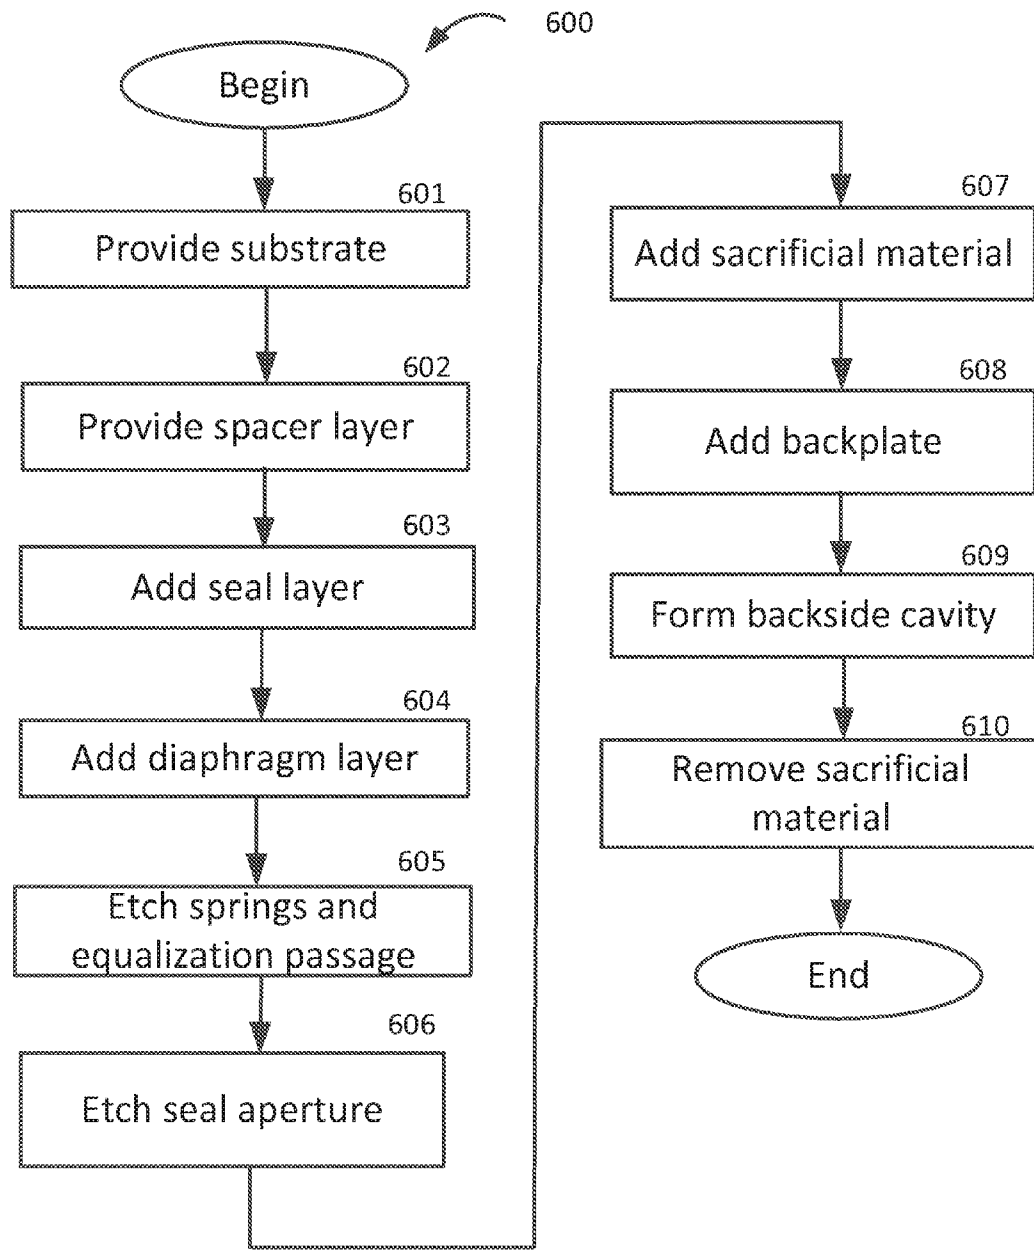 600
Begin
601
Provide substrate
602
Provide spacer layer
603
Add seal layer
604
Add diaphragm layer
605
Etch springs and
equalization passage
606
Etch seal aperture
607
Add sacrificial material
608
Add backplate
609
Form backside cavity
610
Remove sacrificial
material
End